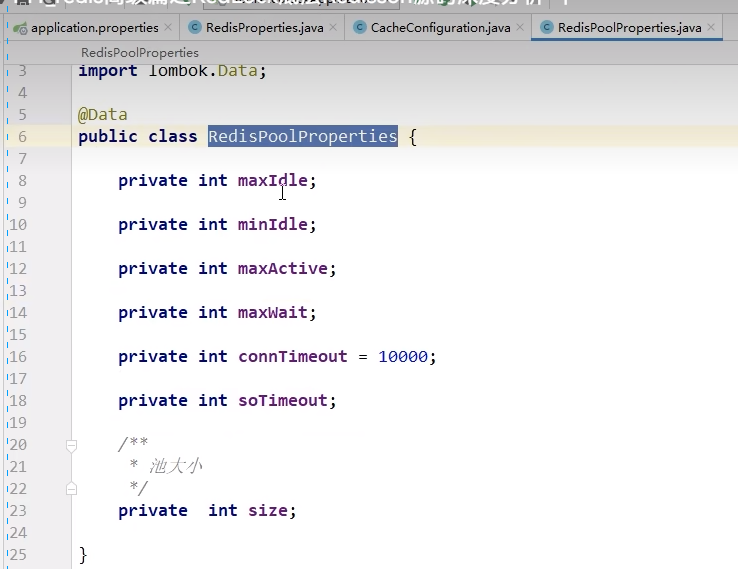 application.properties RedisProperties.java CacheConfiguration.java RedisPoolProperties.java
RedisPoolProperties
3 import lombok.Data;
4
5 @Data
6 public class RedisPoolProperties {
7
8 private int maxIdle;
9
10 private int minIdle;
11
12 private int maxActive;
13
14 private int maxWait;
15
16 private int connTimeout = 10000;
17
18 private int soTimeout;
19
20 /**
21 * 池大小
22 */
23 private int size;
24
25 }